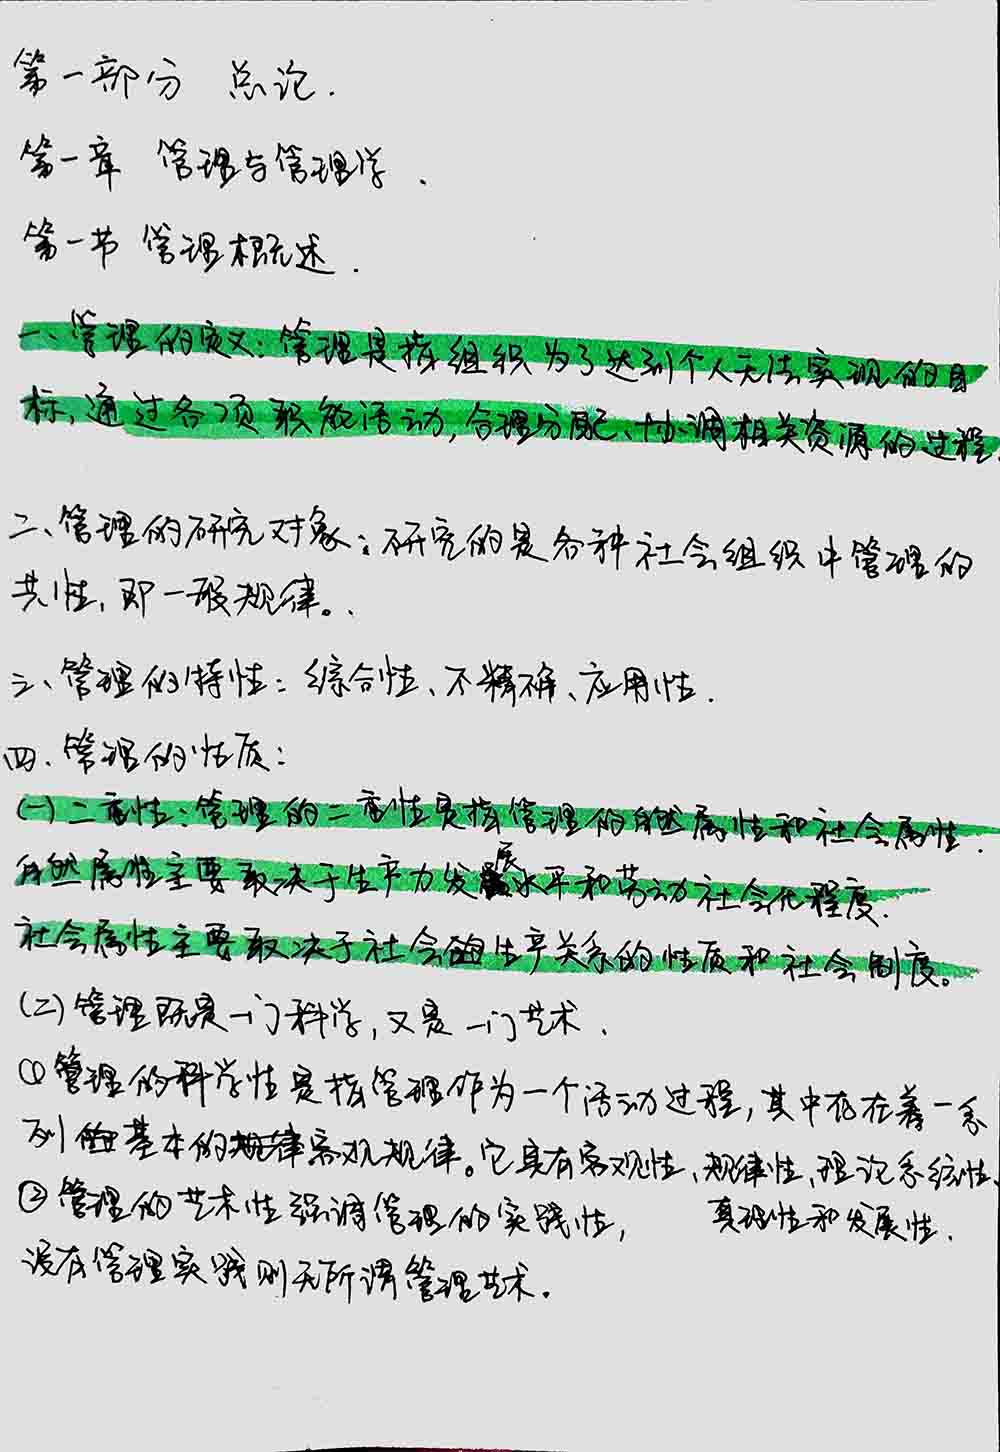 第一部分 总论.
第一章 管理与管理学.
第一节 管理概述.
一、管理的定义:管理是指组织为了达到个人无法实现的目
标,通过各项职能活动,合理分配、协调相关资源的过程.
二、管理的研究对象:研究的是各种社会组织中管理的
共性,即一般规律。.
三、管理的特性:综合性、不精确、应用性.
四、管理的性质:
(一)二重性:管理的二重性是指管理的自然属性和社会属性.
自然属性主要取决于生产力发展水平和劳动社会化程度.
社会属性主要取决于社会生产关系的性质和社会制度。
(二)管理既是一门科学,又是一门艺术.
①管理的科学性是指管理作为一个活动过程,其中存在着一系
列基本的客观规律。它具有客观性、规律性、理论系统性、
真理性和发展性.
②管理的艺术性强调管理的实践性,
没有管理实践则无所谓管理艺术。